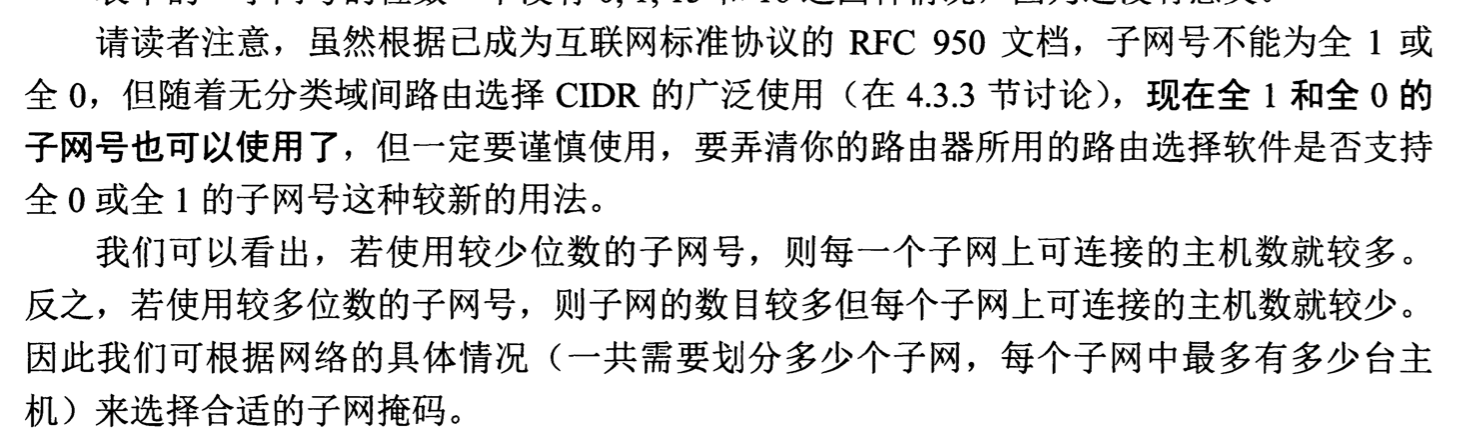 请读者注意，虽然根据已成为互联网标准协议的 RFC 950 文档，子网号不能为全 1 或
全 0，但随着无分类域间路由选择 CIDR 的广泛使用（在 4.3.3 节讨论），现在全 1 和全 0 的
子网号也可以使用了，但一定要谨慎使用，要弄清你的路由器所用的路由选择软件是否支持
全 0 或全 1 的子网号这种较新的用法。
我们可以看出，若使用较少位数的子网号，则每一个子网上可连接的主机数就较多。
反之，若使用较多位数的子网号，则子网的数目较多但每个子网上可连接的主机数就较少。
因此我们可根据网络的具体情况（一共需要划分多少个子网，每个子网中最多有多少台主
机）来选择合适的子网掩码。